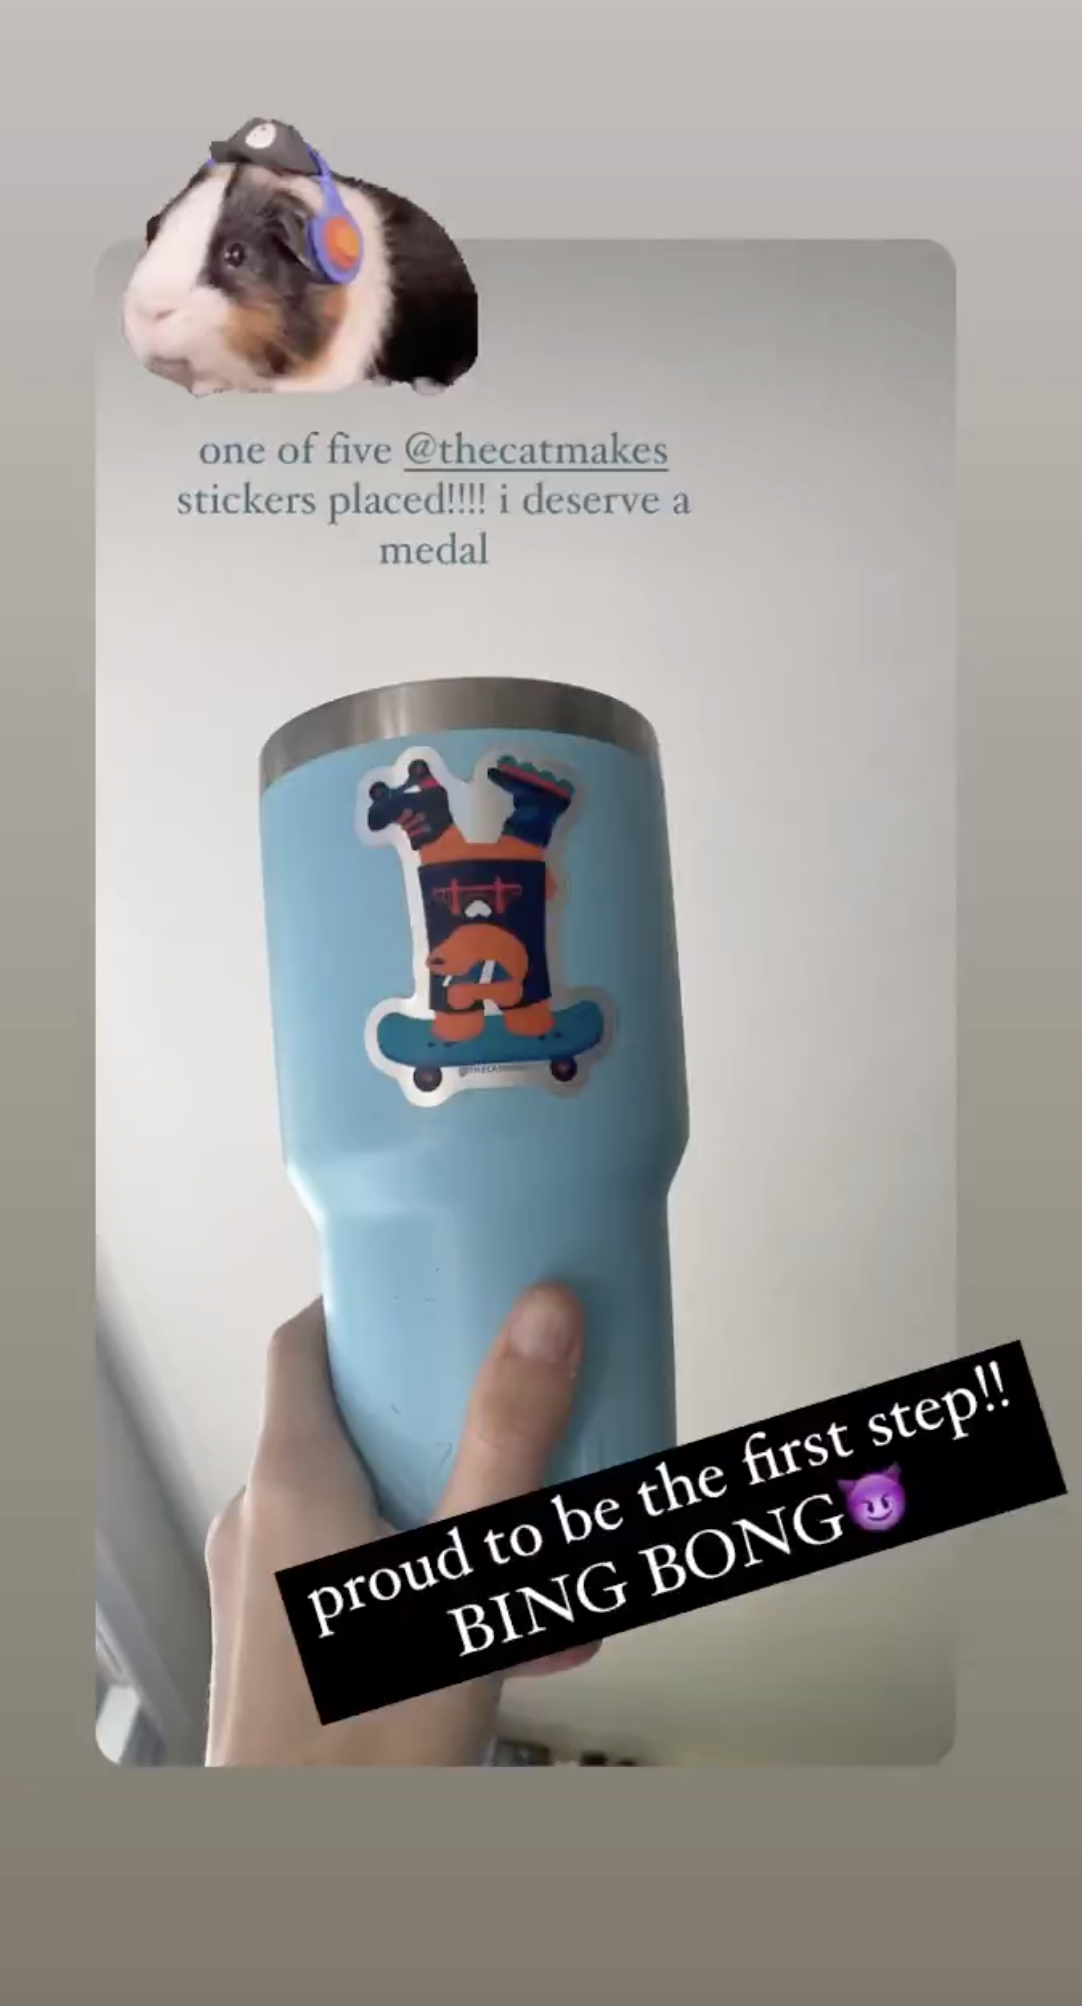 one of five @thecatmakes
stickers placed!!!! i deserve a
medal
proud to be the first step!!
BING BONG😈